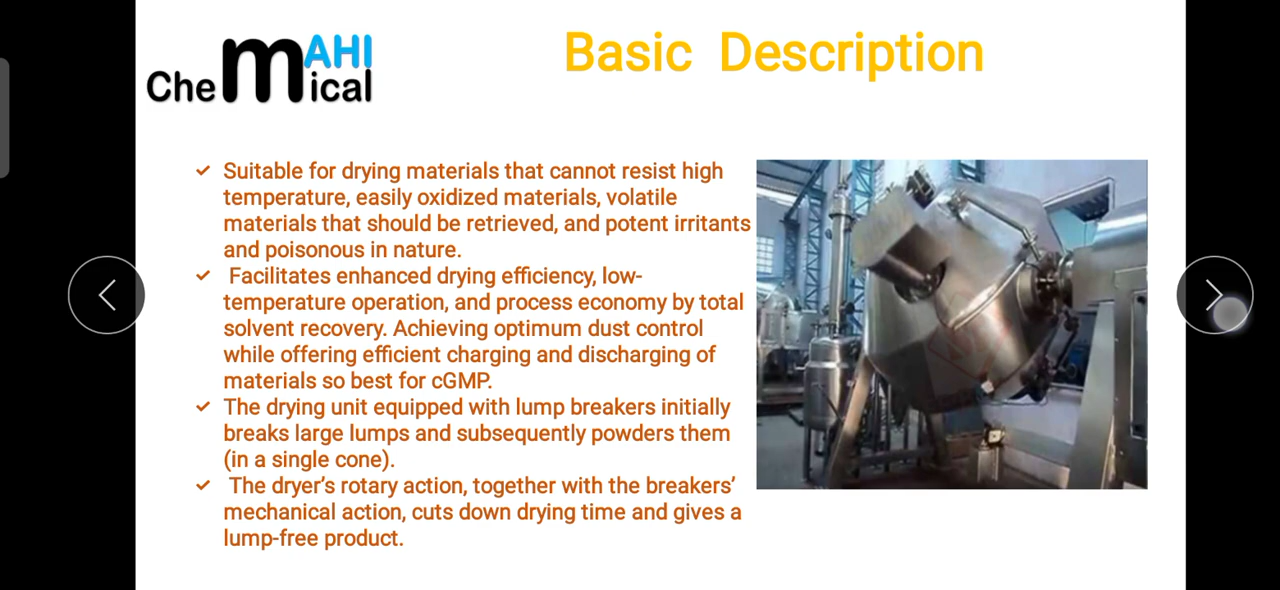 mAHI
Chemical
Basic Description
✓ Suitable for drying materials that cannot resist high
temperature, easily oxidized materials, volatile
materials that should be retrieved, and potent irritants
and poisonous in nature.
✓ Facilitates enhanced drying efficiency, low-
temperature operation, and process economy by total
solvent recovery. Achieving optimum dust control
while offering efficient charging and discharging of
materials so best for cGMP.
✓ The drying unit equipped with lump breakers initially
breaks large lumps and subsequently powders them
(in a single cone).
✓ The dryer’s rotary action, together with the breakers’
mechanical action, cuts down drying time and gives a
lump-free product.